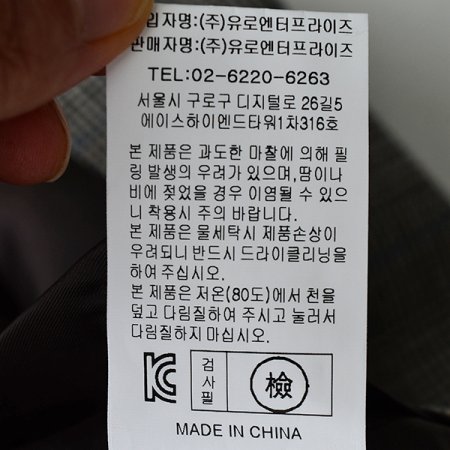 입자명:(주)유로엔터프라이즈
판매자명:(주)유로엔터프라이즈
TEL:02-6220-6263
서울시 구로구 디지털로 26길5
에이스하이엔드타워1차316호
본 제품은 과도한 마찰에 의해 필
링 발생의 우려가 있으며,땀이나
비에 젖었을 경우 이염될 수 있으
니 착용시 주의 바랍니다.
본 제품은 물세탁시 제품손상이
우려되니 반드시 드라이클리닝을
하여 주십시오.
본 제품은 저온(80도)에서 천을
덮고 다림질하여 주시고 눌러서
다림질하지 마십시오.
KC
검사필
檢
MADE IN CHINA